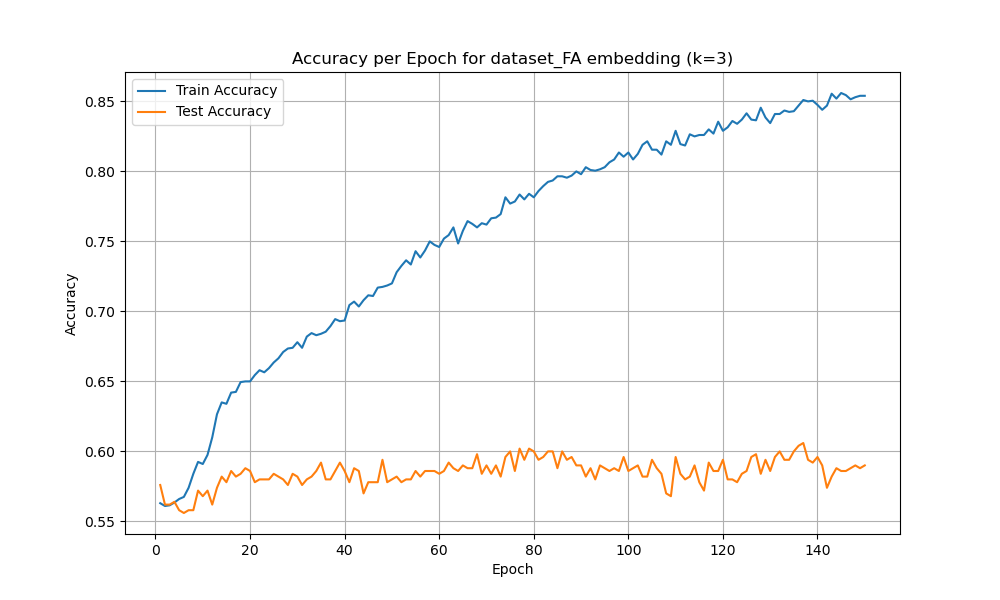 Accuracy per Epoch for dataset_FA embedding (k=3)
Train Accuracy
Test Accuracy
Accuracy
0.85
0.80
0.75
0.70
0.65
0.60
0.55
0 20 40 60 80 100 120 140
Epoch